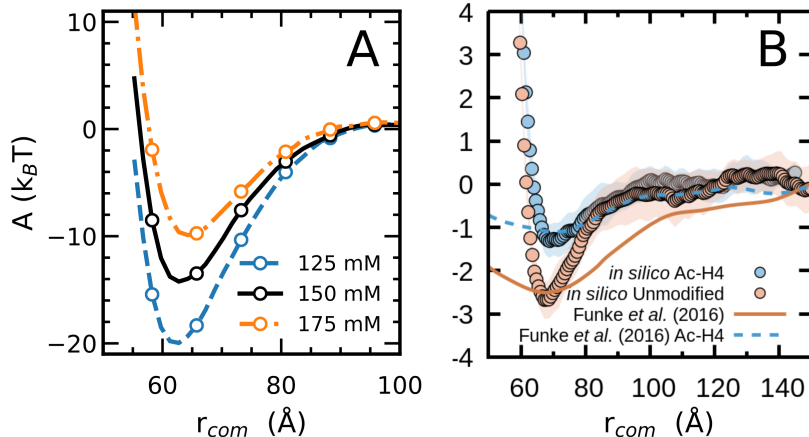 A
A (k_BT)
10
0
−10
−20
125 mM
150 mM
175 mM
60
80
100
r_com (Å)
B
4
3
2
1
0
-1
-2
-3
-4
in silico Ac-H4
in silico Unmodified
Funke et al. (2016)
Funke et al. (2016) Ac-H4
60
80
100
120
140
r_com (Å)